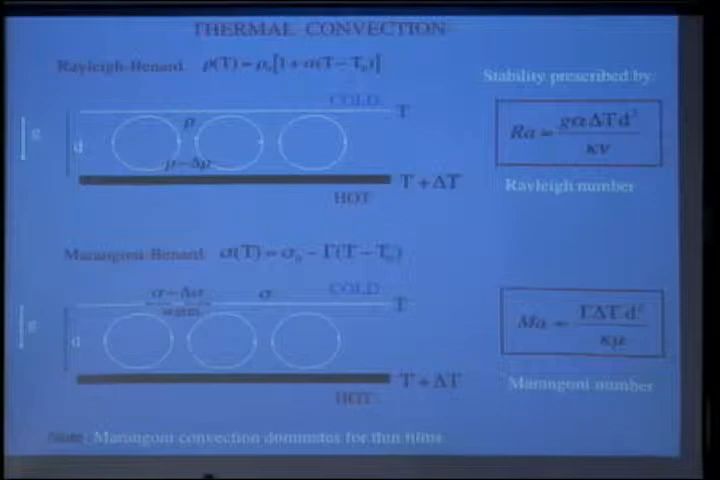 THERMAL CONVECTION
Rayleigh-Benard ρ(T) = ρ₀[1 + α(T − T₀)]
Stability prescribed by:
COLD
T
ρ
g
d
ρ − Δρ
T + ΔT
HOT
Ra = gαΔTd³ / κν
Rayleigh number
Marangoni-Benard σ(T) = σ₀ − Γ(T − T₀)
σ − Δσ
σ
COLD
warm
T
g
d
T + ΔT
HOT
Ma = ΓΔTd² / κμ
Marangoni number
Note: Marangoni convection dominates for thin films